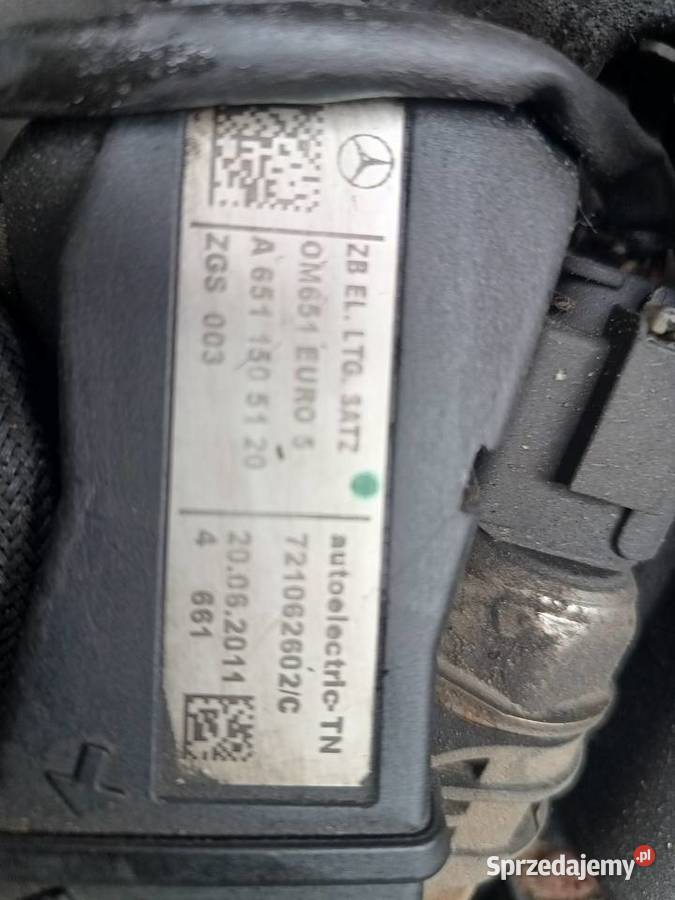 ZB EL. LTG. SATZ
OM651 EURO 5
A 651 150 51 20
ZGS 003
autoelectric-TN
721062602/C
20.06.2011
4 661
Sprzedajemy.pl